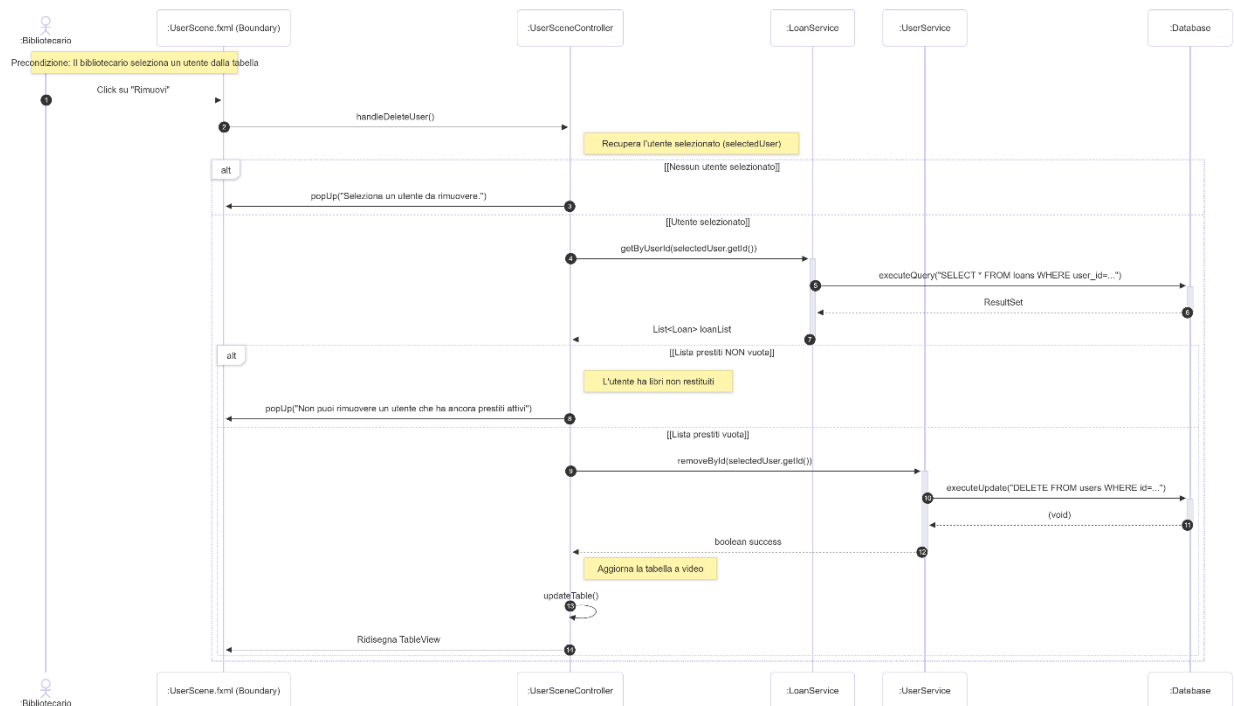 :Bibliotecario
:UserScene.fxml (Boundary)
:UserSceneController
:LoanService
:UserService
:Database
Precondizione: Il bibliotecario seleziona un utente dalla tabella
Click su "Rimuovi"
1
2
handleDeleteUser()
Recupera l'utente selezionato (selectedUser)
alt
[[Nessun utente selezionato]]
popUp("Seleziona un utente da rimuovere.")
3
[[Utente selezionato]]
getByUserId(selectedUser.getId())
4
executeQuery("SELECT * FROM loans WHERE user_id=...")
5
ResultSet
6
List<Loan> loanList
7
alt
[[Lista prestiti NON vuota]]
L'utente ha libri non restituiti
popUp("Non puoi rimuovere un utente che ha ancora prestiti attivi")
8
[[Lista prestiti vuota]]
removeById(selectedUser.getId())
9
executeUpdate("DELETE FROM users WHERE id=...")
10
(void)
11
boolean success
12
Aggiorna la tabella a video
updateTable()
13
Ridisegna TableView
14
:Bibliotecario
:UserScene.fxml (Boundary)
:UserSceneController
:LoanService
:UserService
:Database